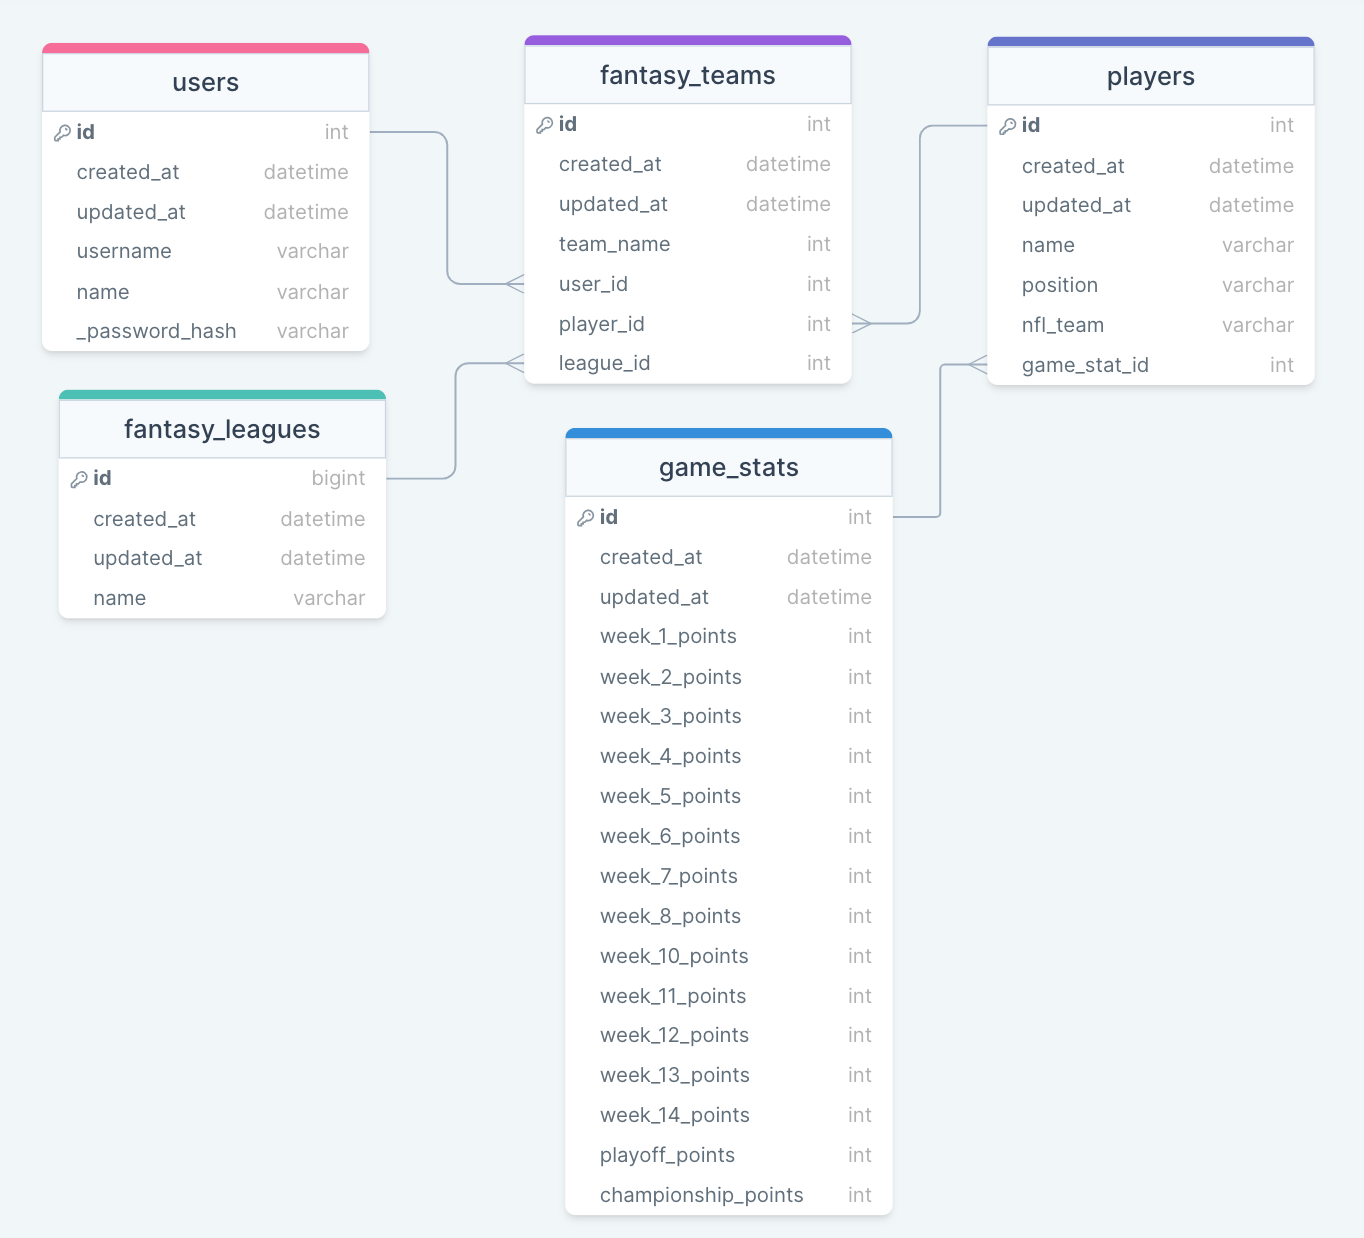 users
id int
created_at datetime
updated_at datetime
username varchar
name varchar
_password_hash varchar
fantasy_teams
id int
created_at datetime
updated_at datetime
team_name int
user_id int
player_id int
league_id int
players
id int
created_at datetime
updated_at datetime
name varchar
position varchar
nfl_team varchar
game_stat_id int
fantasy_leagues
id bigint
created_at datetime
updated_at datetime
name varchar
game_stats
id int
created_at datetime
updated_at datetime
week_1_points int
week_2_points int
week_3_points int
week_4_points int
week_5_points int
week_6_points int
week_7_points int
week_8_points int
week_10_points int
week_11_points int
week_12_points int
week_13_points int
week_14_points int
playoff_points int
championship_points int